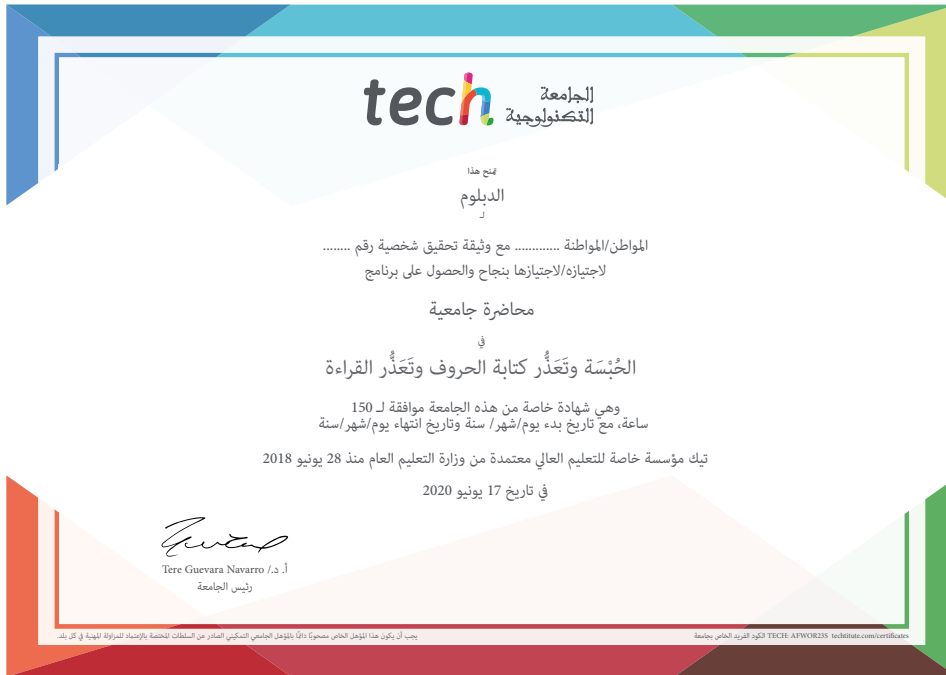 tech الجامعة
التكنولوجية
يمنح هذا
الدبلوم
لـ
المواطن/المواطنة ............ مع وثيقة تحقيق شخصية رقم ........
لاجتيازه/لاجتيازها بنجاح والحصول على برنامج
محاضرة جامعية
في
الحُبْسَة وتَعَذُّر كتابة الحروف وتَعَذُّر القراءة
وهي شهادة خاصة من هذه الجامعة موافقة لـ 150
ساعة، مع تاريخ بدء يوم/شهر/ سنة وتاريخ انتهاء يوم/شهر/سنة
تيك مؤسسة خاصة للتعليم العالي معتمدة من وزارة التعليم العام منذ 28 يونيو 2018
في تاريخ 17 يونيو 2020
أ. د./ Tere Guevara Navarro
رئيس الجامعة
الكود الفريد الخاص بجامعة TECH: AFWOR23S techtitute.com/certificates
يجب أن يكون هذا المؤهل الخاص مصحوبًا دائمًا بالمؤهل الجامعي التمكيني الصادر عن السلطات المختصة بالإعتماد للمزاولة المهنية في كل بلد.